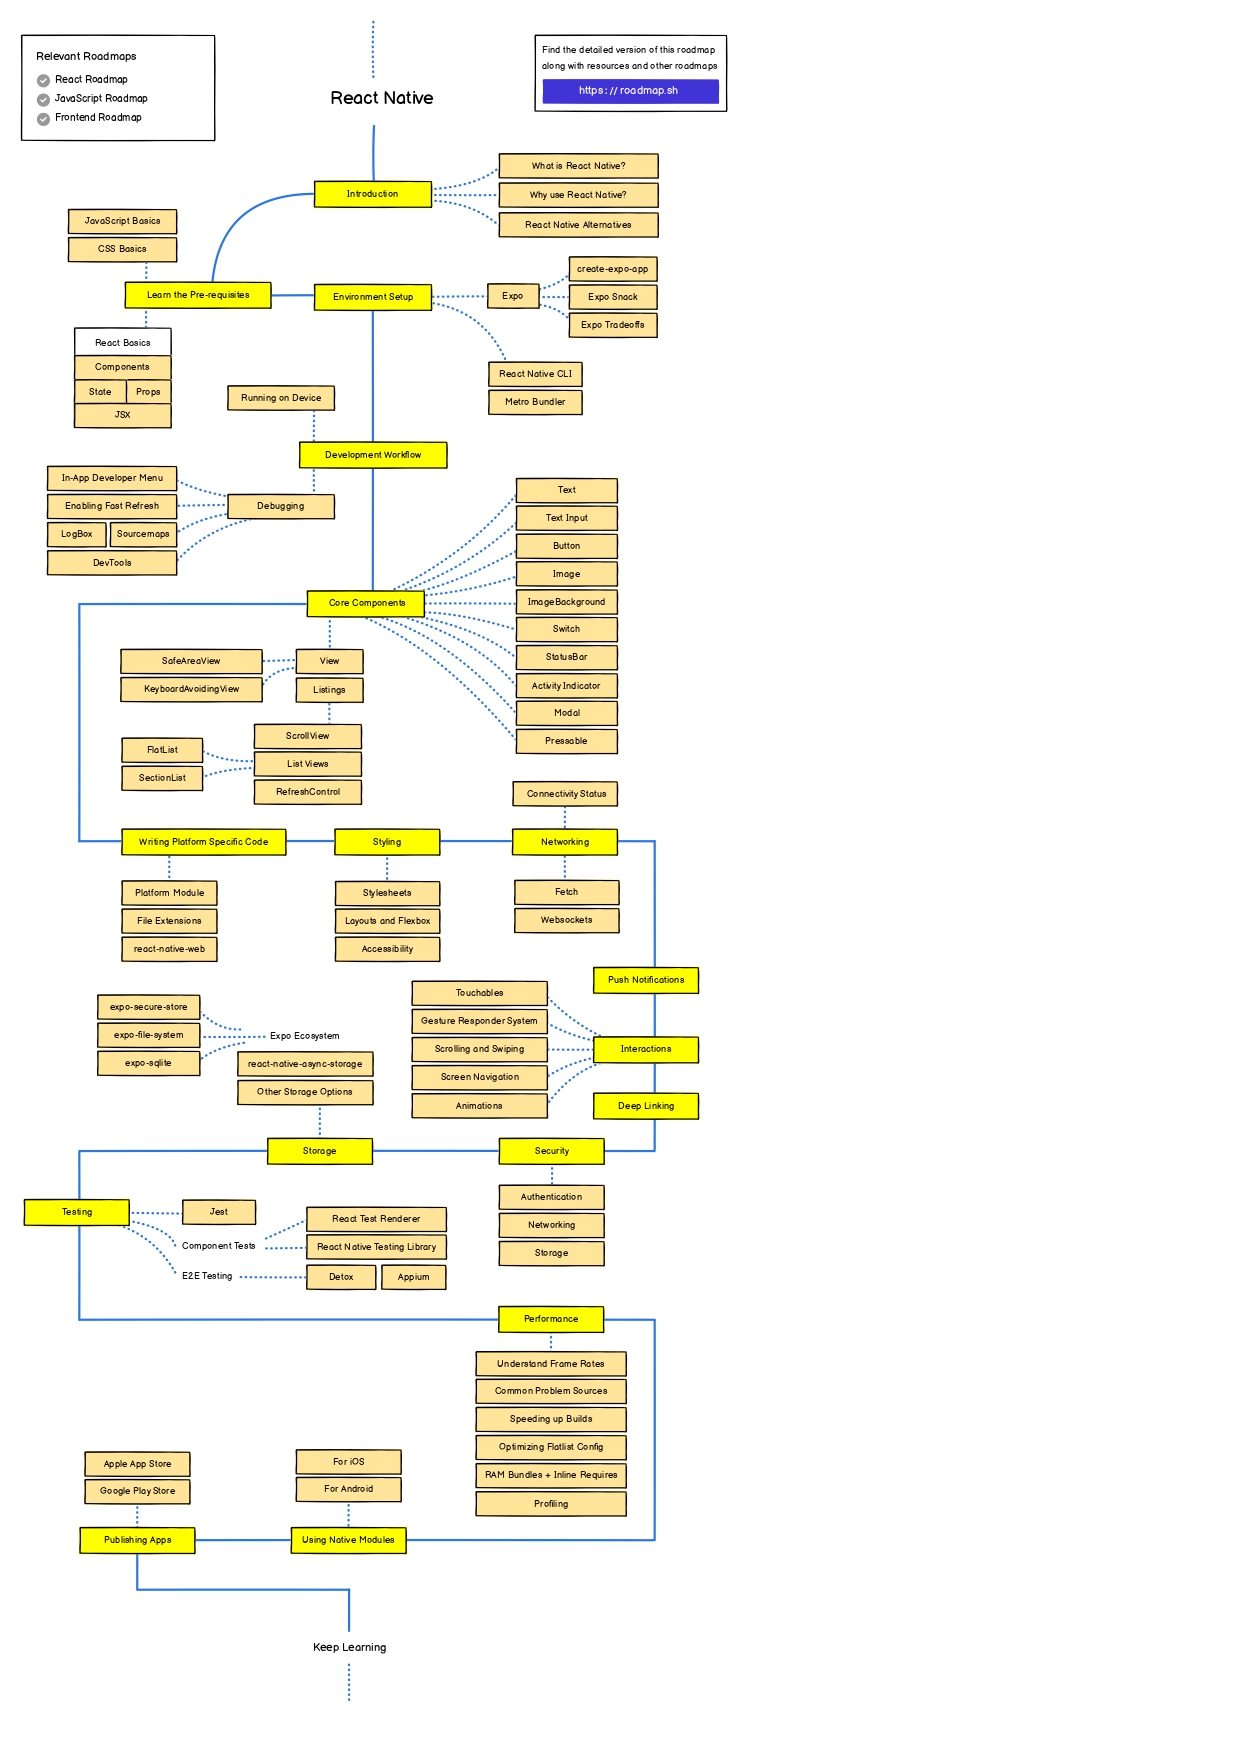 Relevant Roadmaps
React Roadmap
JavaScript Roadmap
Frontend Roadmap
React Native
Find the detailed version of this roadmap
along with resources and other roadmaps
https://roadmap.sh
Introduction
What is React Native?
Why use React Native?
React Native Alternatives
JavaScript Basics
CSS Basics
Learn the Pre-requisites
React Basics
Components
State Props
JSX
Environment Setup
Expo
create-expo-app
Expo Snack
Expo Tradeoffs
React Native CLI
Metro Bundler
Running on Device
Development Workflow
Debugging
In-App Developer Menu
Enabling Fast Refresh
LogBox Sourcemaps
DevTools
Core Components
Text
Text Input
Button
Image
ImageBackground
Switch
StatusBar
Activity Indicator
Modal
Pressable
View
SafeAreaView
KeyboardAvoidingView
Listings
ScrollView
List Views
RefreshControl
FlatList
SectionList
Writing Platform Specific Code
Platform Module
File Extensions
react-native-web
Styling
Stylesheets
Layouts and Flexbox
Accessibility
Connectivity Status
Networking
Fetch
Websockets
Push Notifications
Interactions
Touchables
Gesture Responder System
Scrolling and Swiping
Screen Navigation
Animations
Deep Linking
Security
Authentication
Networking
Storage
expo-secure-store
expo-file-system
expo-sqlite
Expo Ecosystem
react-native-async-storage
Other Storage Options
Storage
Testing
Jest
Component Tests
React Test Renderer
React Native Testing Library
E2E Testing
Detox Appium
Performance
Understand Frame Rates
Common Problem Sources
Speeding up Builds
Optimizing Flatlist Config
RAM Bundles + Inline Requires
Profiling
For iOS
For Android
Using Native Modules
Apple App Store
Google Play Store
Publishing Apps
Keep Learning